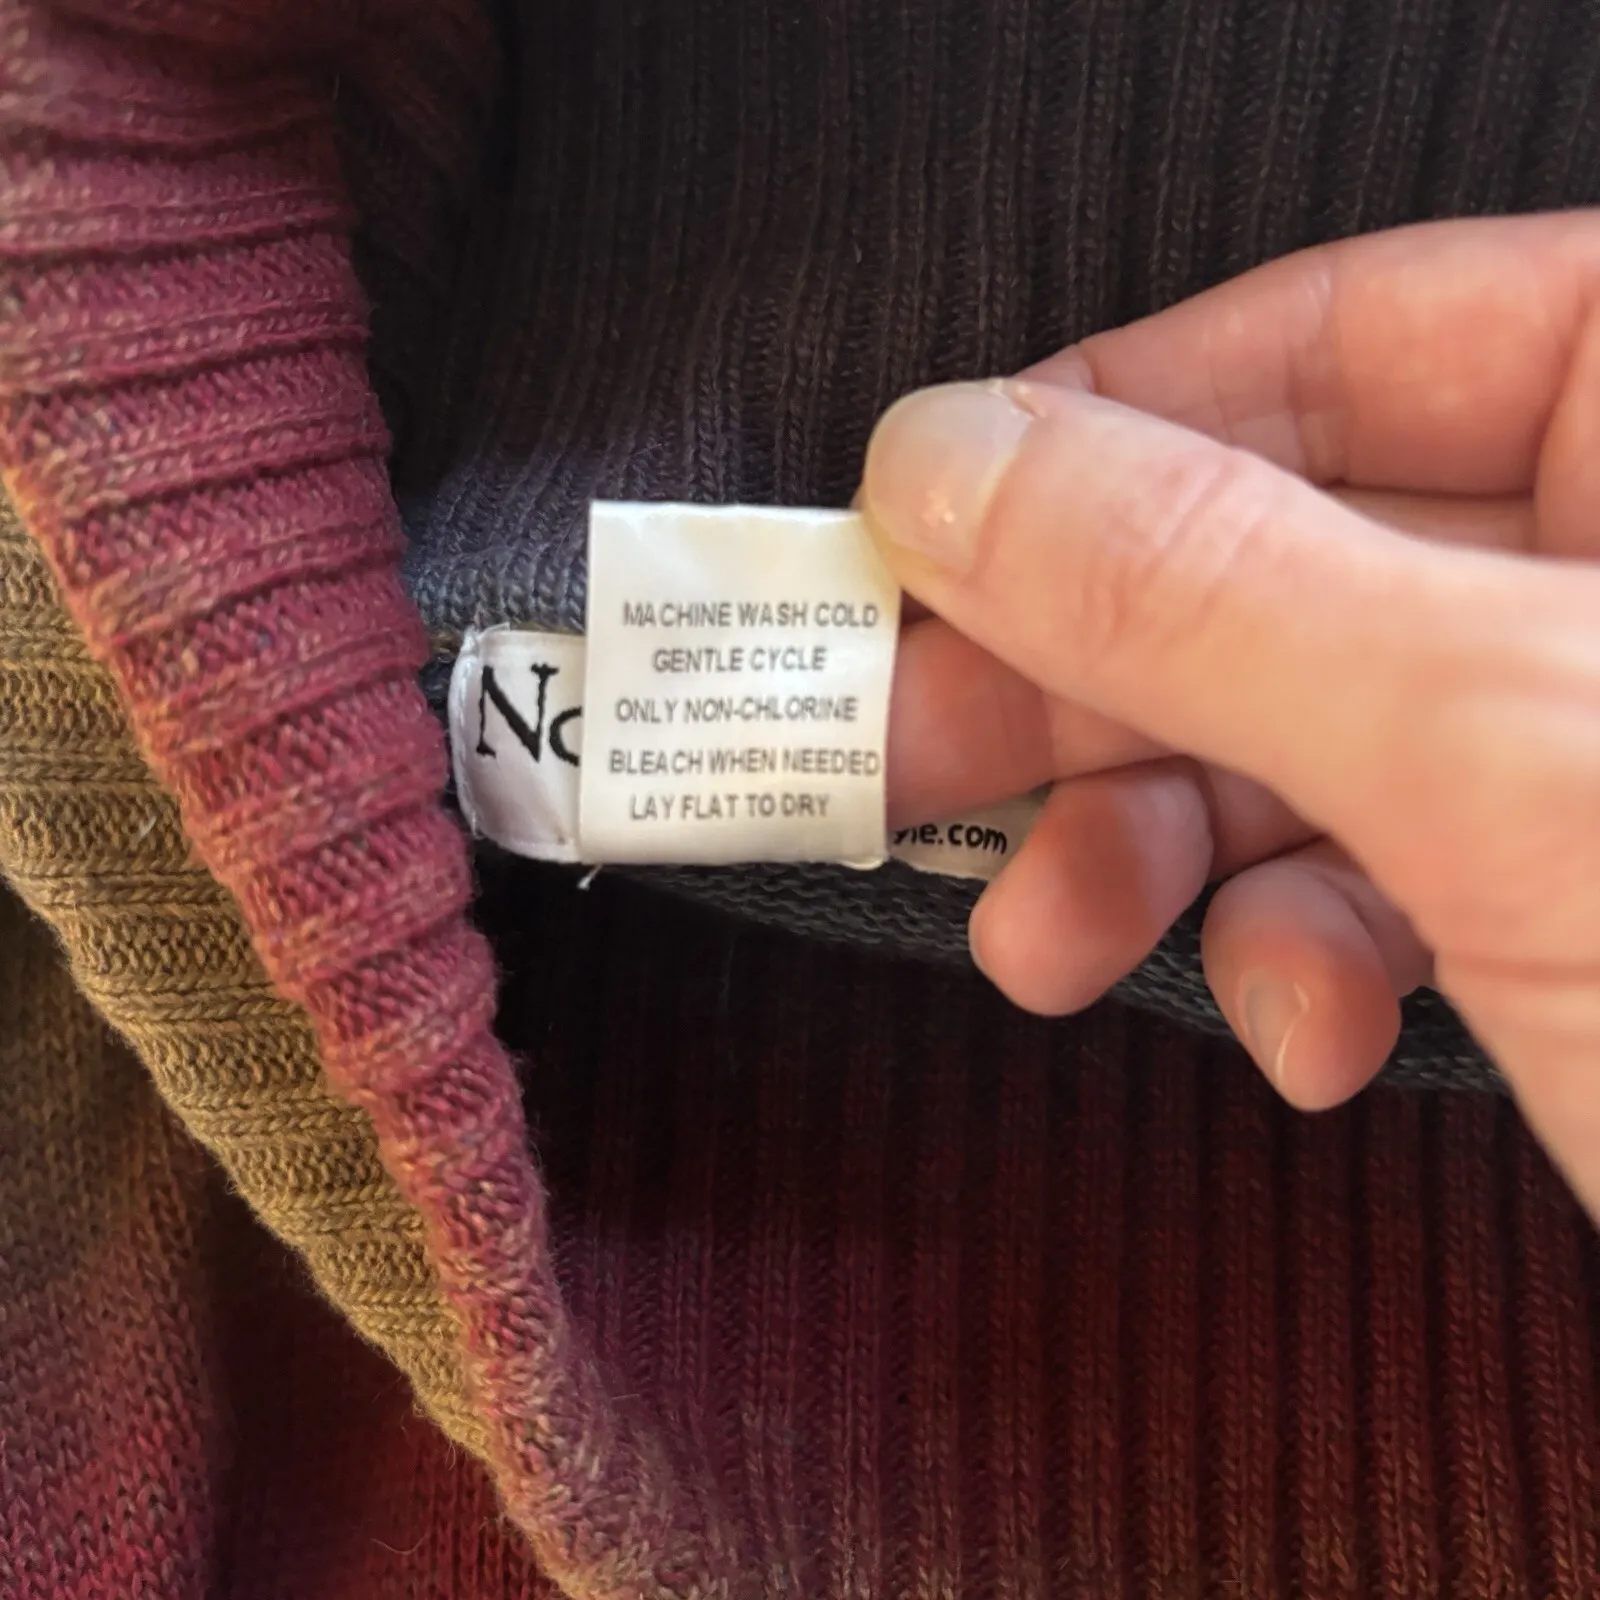 MACHINE WASH COLD
GENTLE CYCLE
ONLY NON-CHLORINE
BLEACH WHEN NEEDED
LAY FLAT TO DRY